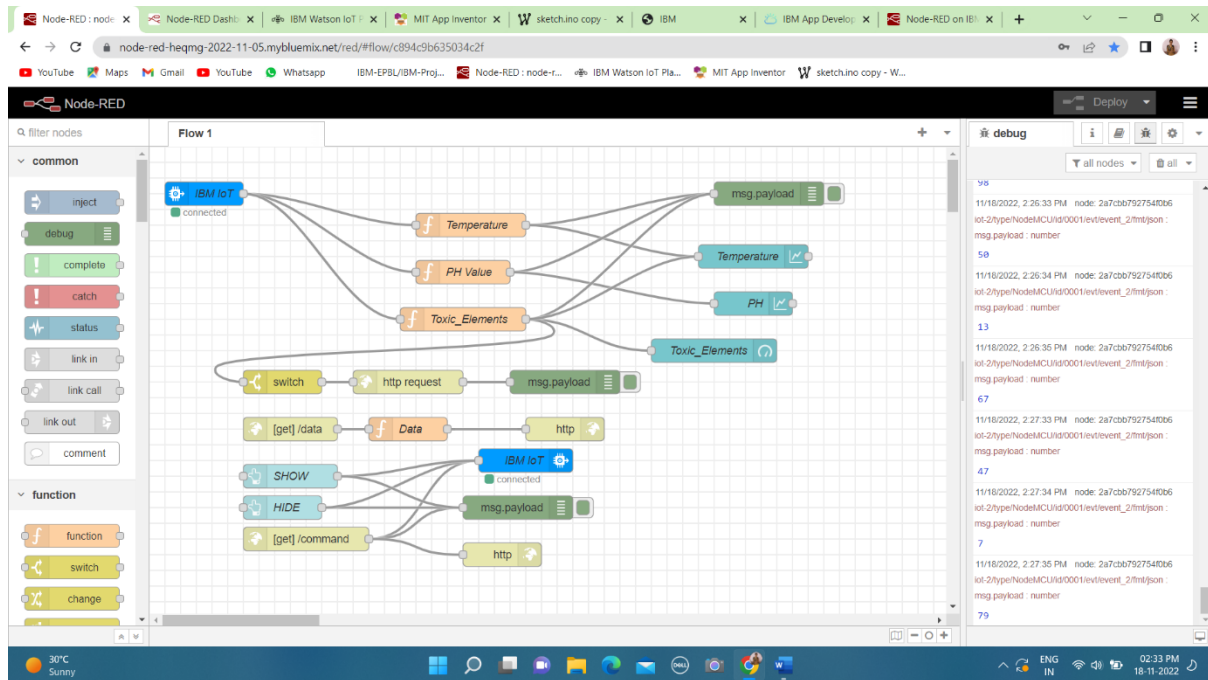 Node-RED : node-
Node-RED Dashb
IBM Watson IoT P
MIT App Inventor
sketch.ino copy -
IBM
IBM App Develop
Node-RED on IB
node-red-heqmg-2022-11-05.mybluemix.net/red/#flow/c894c9b635034c2f
YouTube Maps Gmail YouTube Whatsapp IBM-EPBL/IBM-Proj... Node-RED : node-r... IBM Watson IoT Pla... MIT App Inventor sketch.ino copy - W...
Node-RED
Deploy
filter nodes
Flow 1
debug
all nodes
all
common
inject
debug
complete
catch
status
link in
link call
link out
comment
function
function
switch
change
IBM IoT
connected
Temperature
PH Value
Toxic_Elements
msg.payload
Temperature
PH
Toxic_Elements
switch
http request
msg.payload
[get] /data
Data
http
SHOW
HIDE
[get] /command
IBM IoT
connected
msg.payload
http
98
11/18/2022, 2:26:33 PM node: 2a7cbb792754f0b6
iot-2/type/NodeMCU/id/0001/evt/event_2/fmt/json :
msg.payload : number
50
11/18/2022, 2:26:34 PM node: 2a7cbb792754f0b6
iot-2/type/NodeMCU/id/0001/evt/event_2/fmt/json :
msg.payload : number
13
11/18/2022, 2:26:35 PM node: 2a7cbb792754f0b6
iot-2/type/NodeMCU/id/0001/evt/event_2/fmt/json :
msg.payload : number
67
11/18/2022, 2:27:33 PM node: 2a7cbb792754f0b6
iot-2/type/NodeMCU/id/0001/evt/event_2/fmt/json :
msg.payload : number
47
11/18/2022, 2:27:34 PM node: 2a7cbb792754f0b6
iot-2/type/NodeMCU/id/0001/evt/event_2/fmt/json :
msg.payload : number
7
11/18/2022, 2:27:35 PM node: 2a7cbb792754f0b6
iot-2/type/NodeMCU/id/0001/evt/event_2/fmt/json :
msg.payload : number
79
30°C
Sunny
ENG
IN
02:33 PM
18-11-2022